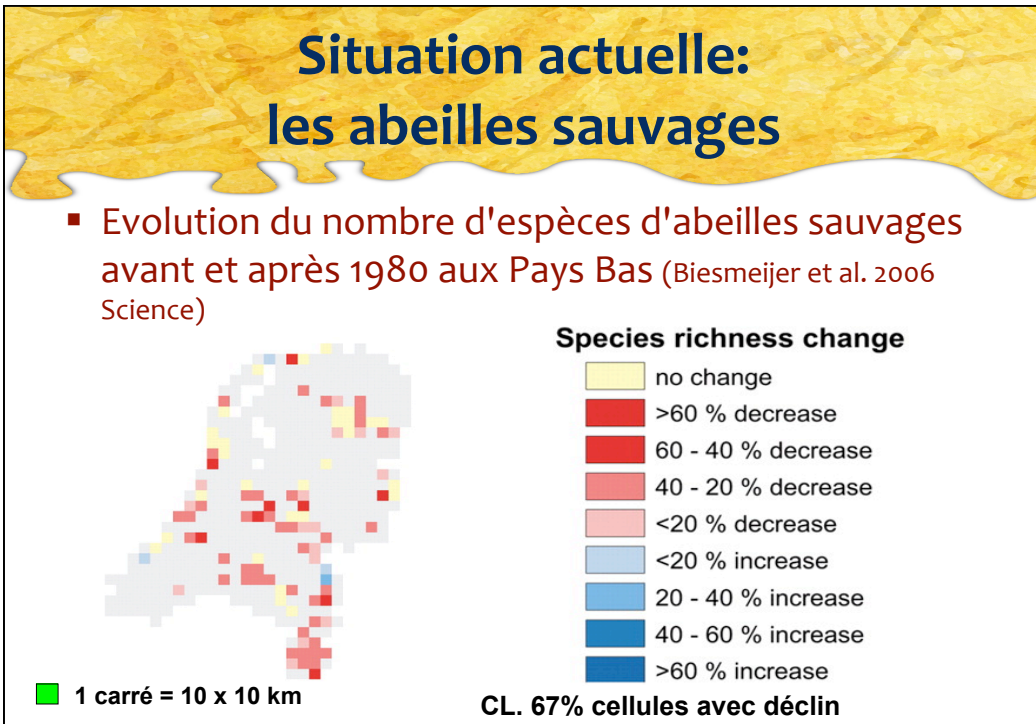 Situation actuelle:
les abeilles sauvages
▪ Evolution du nombre d'espèces d'abeilles sauvages
avant et après 1980 aux Pays Bas (Biesmeijer et al. 2006
Science)
Species richness change
no change
>60 % decrease
60 - 40 % decrease
40 - 20 % decrease
<20 % decrease
<20 % increase
20 - 40 % increase
40 - 60 % increase
>60 % increase
1 carré = 10 x 10 km
CL. 67% cellules avec déclin